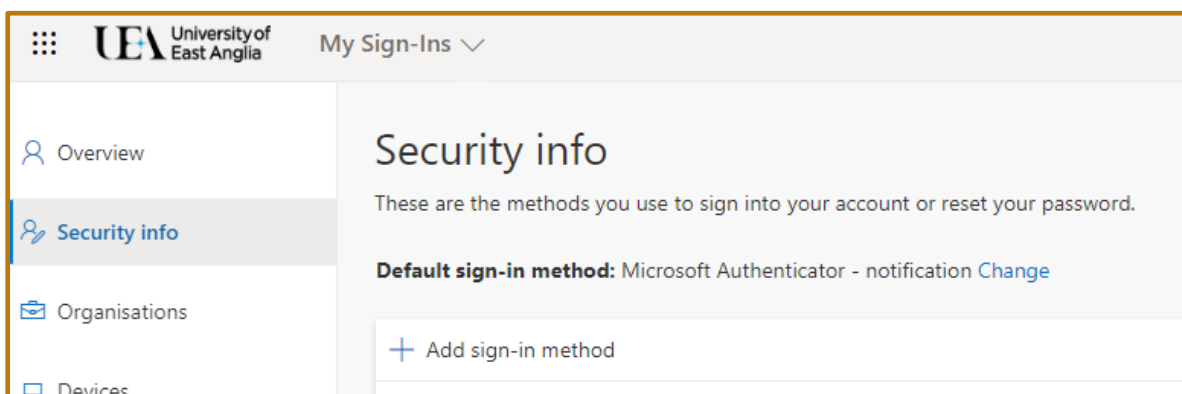 UEA University of
East Anglia
My Sign-Ins
Overview
Security info
Organisations
Devices
Security info
These are the methods you use to sign into your account or reset your password.
Default sign-in method: Microsoft Authenticator - notification Change
+ Add sign-in method